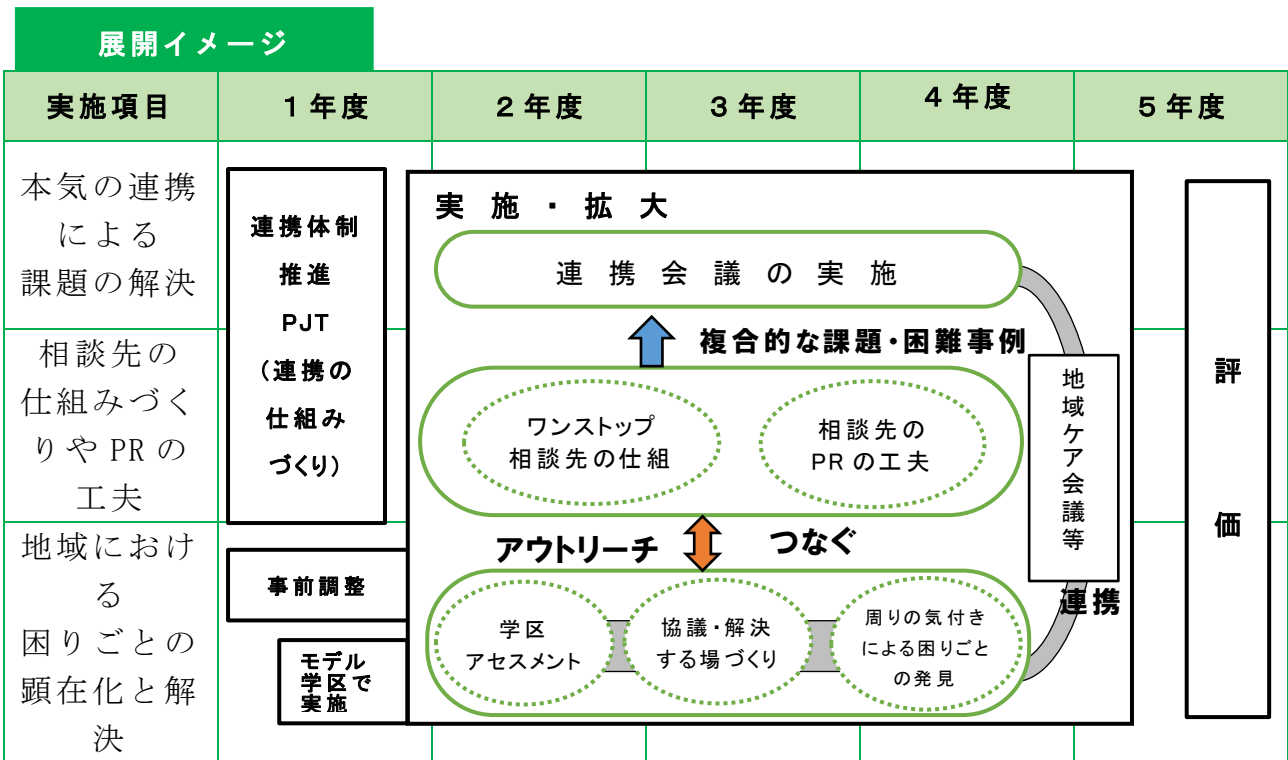 展開イメージ
実施項目
1年度
2年度
3年度
4年度
5年度
本気の連携
による
課題の解決
相談先の
仕組みづく
りやPRの
工夫
地域におけ
る
困りごとの
顕在化と解
決
連携体制
推進
PJT
(連携の
仕組み
づくり)
事前調整
モデル
学区で
実施
実施・拡大
連携会議の実施
複合的な課題・困難事例
ワンストップ
相談先の仕組
相談先の
PRの工夫
アウトリーチ
つなぐ
学区
アセスメント
協議・解決
する場づくり
周りの気付き
による困りごと
の発見
地域ケア会議等
連携
評価